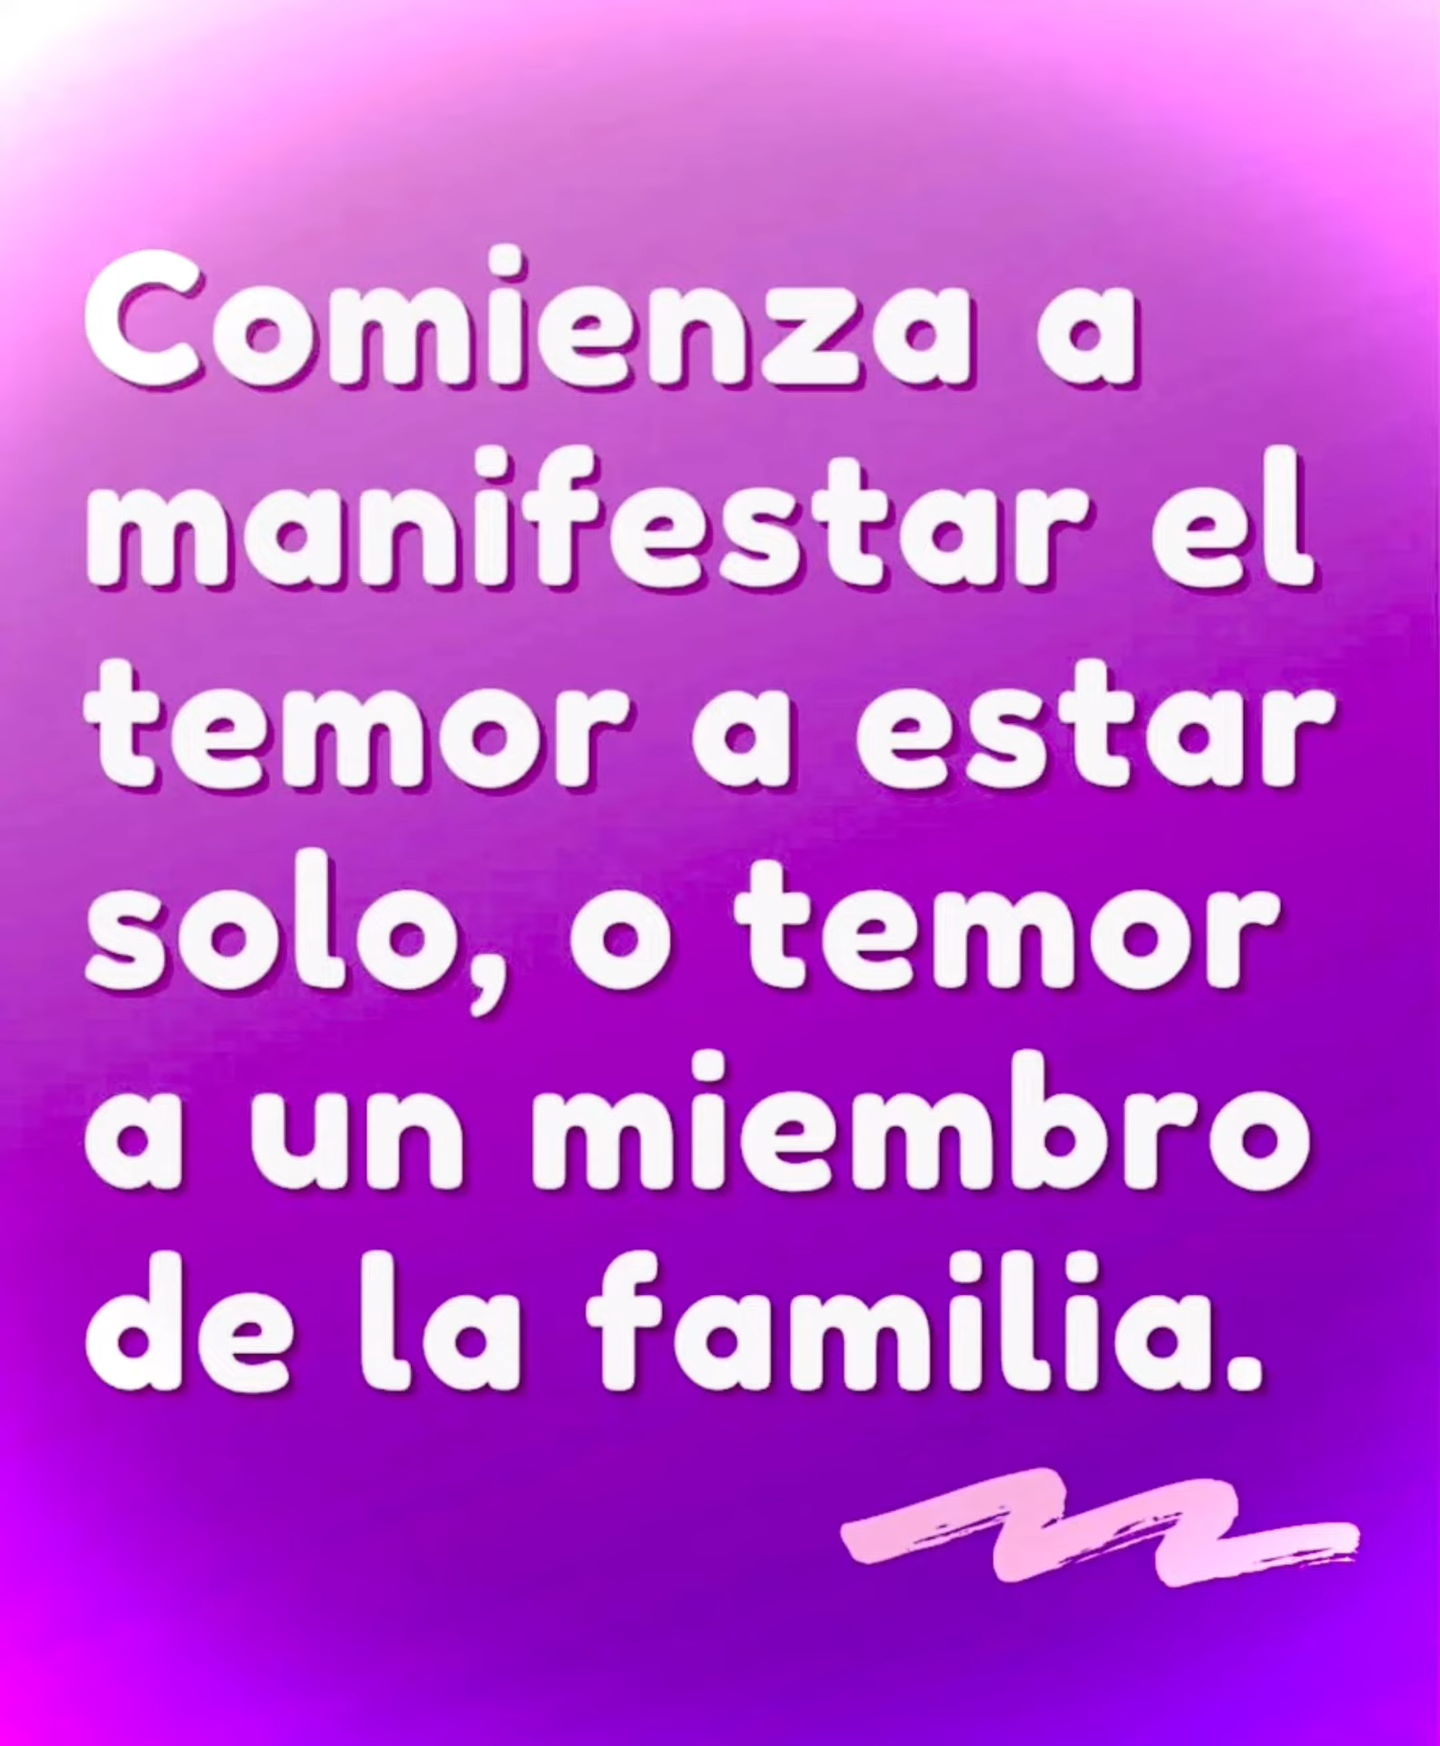 Comienza a
manifestar el
temor a estar
solo, o temor
a un miembro
de la familia.